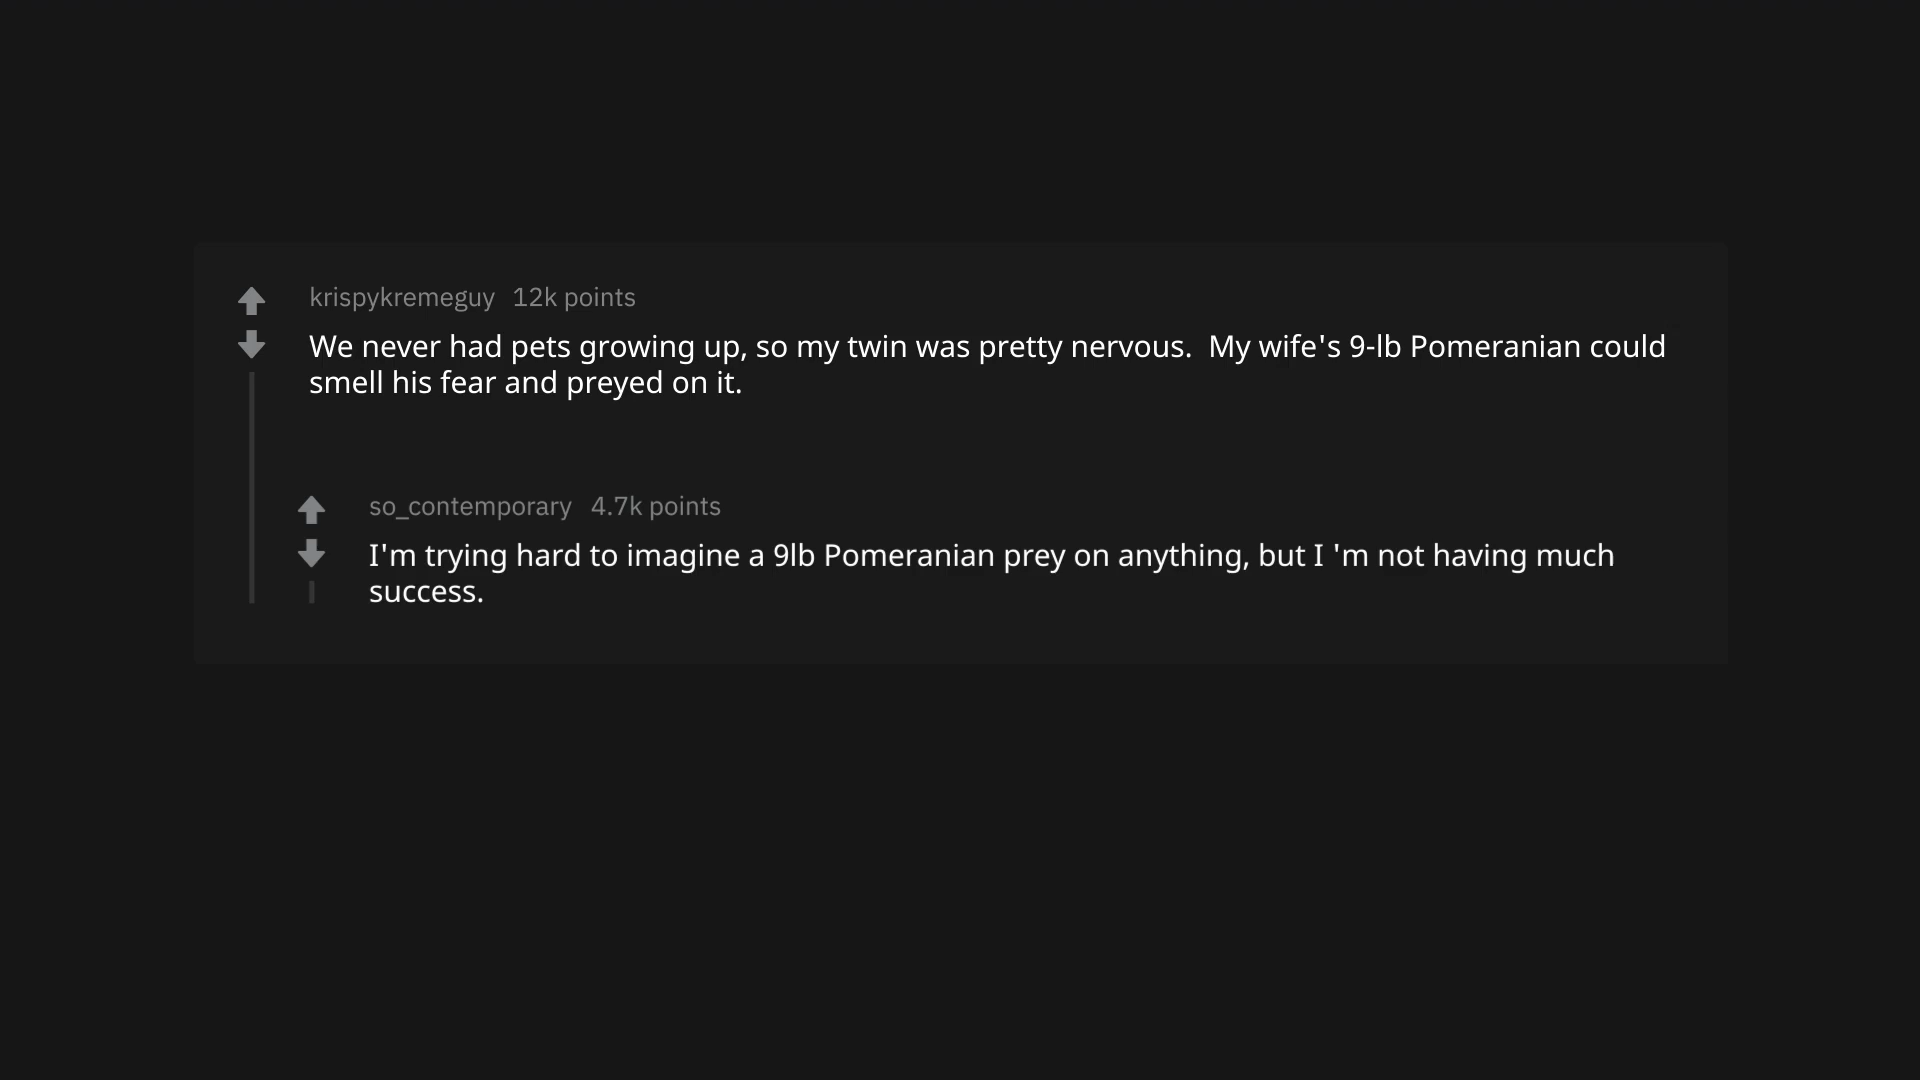 krispykremeguy 12k points
We never had pets growing up, so my twin was pretty nervous.  My wife's 9-lb Pomeranian could
smell his fear and preyed on it.
so_contemporary 4.7k points
I'm trying hard to imagine a 9lb Pomeranian prey on anything, but I 'm not having much
success.